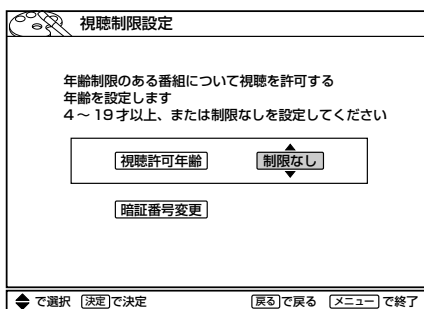 視聴制限設定
年齢制限のある番組について視聴を許可する
年齢を設定します
4～19才以上、または制限なしを設定してください
視聴許可年齢 制限なし
暗証番号変更
で選択 決定で決定 戻るで戻る メニューで終了